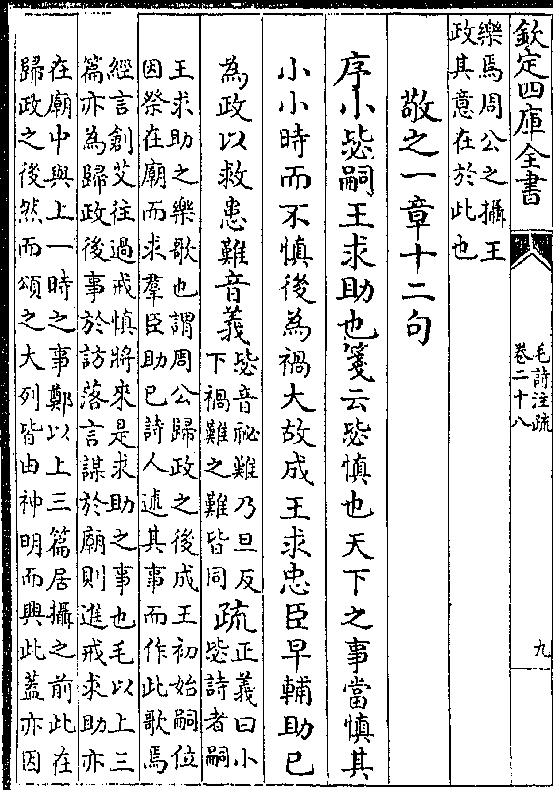 欽定四庫全書
毛詩注疏
卷二十八
九
樂焉周公之攝王
政其意在於此也
敬之一章十二句
序小毖嗣王求助也箋云毖慎也天下之事當慎其
小小時而不慎後為禍大故成王求忠臣早輔助已
為政以救患難音義
毖音祕難乃旦反
下禍難之難皆同
疏
正義曰小
毖詩者嗣
王求助之樂歌也謂周公歸政之後成王初始嗣位
因祭在廟而求羣臣助已詩人述其事而作此歌焉
經言創艾往過戒慎將來是求助之事也毛以上三
篇亦為歸政後事於訪落言謀於廟則進戒求助亦
在廟中與上一時之事鄭以上三篇居攝之前此在
歸政之後然而頌之大列皆由神明而興此蓋亦因